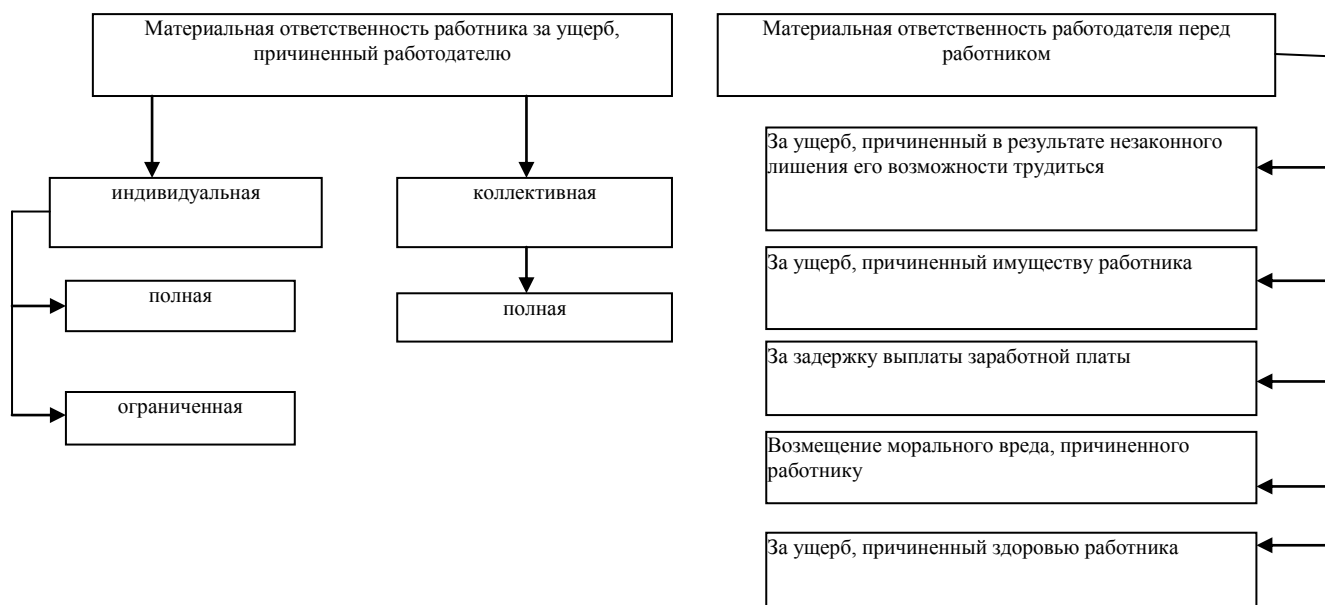 Материальная ответственность работника за ущерб,
причиненный работодателю
индивидуальная
коллективная
полная
полная
ограниченная
Материальная ответственность работодателя перед
работником
За ущерб, причиненный в результате незаконного
лишения его возможности трудиться
За ущерб, причиненный имуществу работника
За задержку выплаты заработной платы
Возмещение морального вреда, причиненного
работнику
За ущерб, причиненный здоровью работника